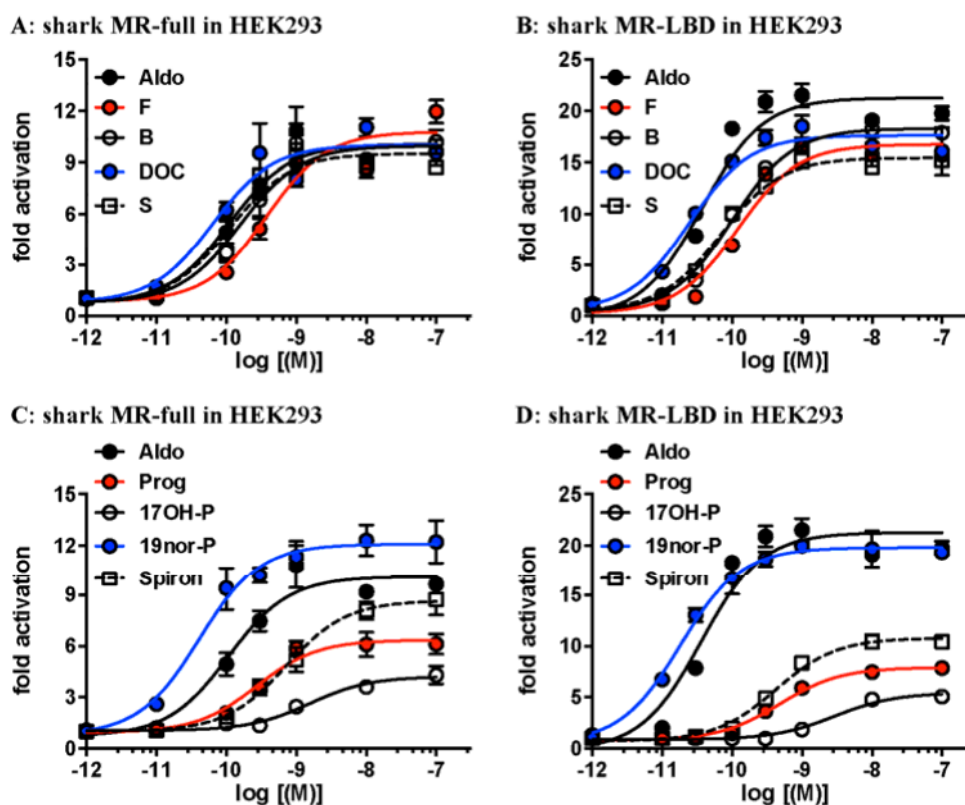 A: shark MR-full in HEK293
15
12
9
6
3
0
fold activation
Aldo
F
B
DOC
S
-12 -11 -10 -9 -8 -7
log [(M)]
B: shark MR-LBD in HEK293
25
20
15
10
5
0
fold activation
Aldo
F
B
DOC
S
-12 -11 -10 -9 -8 -7
log [(M)]
C: shark MR-full in HEK293
Aldo
Prog
17OH-P
19nor-P
Spiron
15
12
9
6
3
0
fold activation
-12 -11 -10 -9 -8 -7
log [(M)]
D: shark MR-LBD in HEK293
Aldo
Prog
17OH-P
19nor-P
Spiron
25
20
15
10
5
0
fold activation
-12 -11 -10 -9 -8 -7
log [(M)]